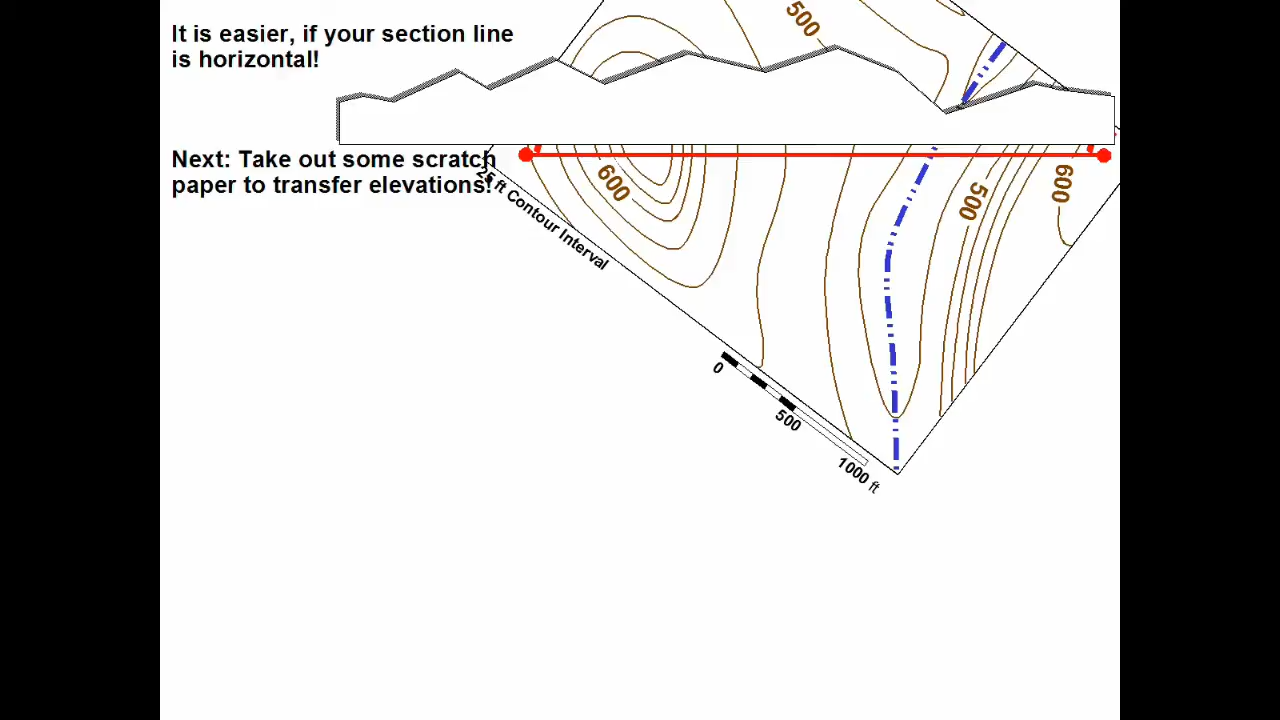 It is easier, if your section line
is horizontal!
500
Next: Take out some scratch
paper to transfer elevations!
25 ft Contour Interval
600
500
600
0
500
1000 ft